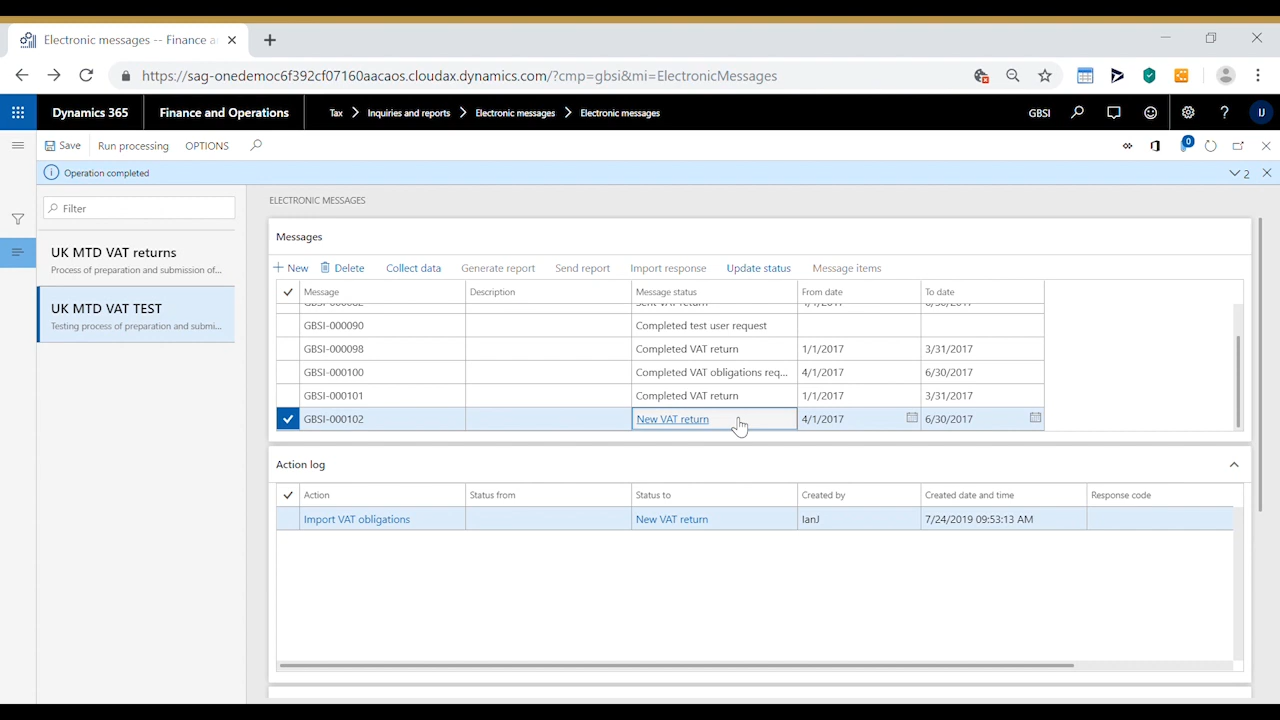 Electronic messages -- Finance a
https://sag-onedemoc6f392cf07160aaeaos.cloudax.dynamics.com/?cmp=gbsi&mi=ElectronicMessages
Dynamics 365 Finance and Operations Tax Inquiries and reports Electronic messages Electronic messages GBSI ? IJ
Save Run processing OPTIONS 0
Operation completed 2
Filter
UK MTD VAT returns
Process of preparation and submission of...
UK MTD VAT TEST
Testing process of preparation and submi...
ELECTRONIC MESSAGES
Messages
New Delete Collect data Generate report Send report Import response Update status Message items
Message Description Message status From date To date
GBSI-000090 Completed test user request
GBSI-000098 Completed VAT return 1/1/2017 3/31/2017
GBSI-000100 Completed VAT obligations req... 4/1/2017 6/30/2017
GBSI-000101 Completed VAT return 1/1/2017 3/31/2017
GBSI-000102 New VAT return 4/1/2017 6/30/2017
Action log
Action Status from Status to Created by Created date and time Response code
Import VAT obligations New VAT return IanJ 7/24/2019 09:53:13 AM